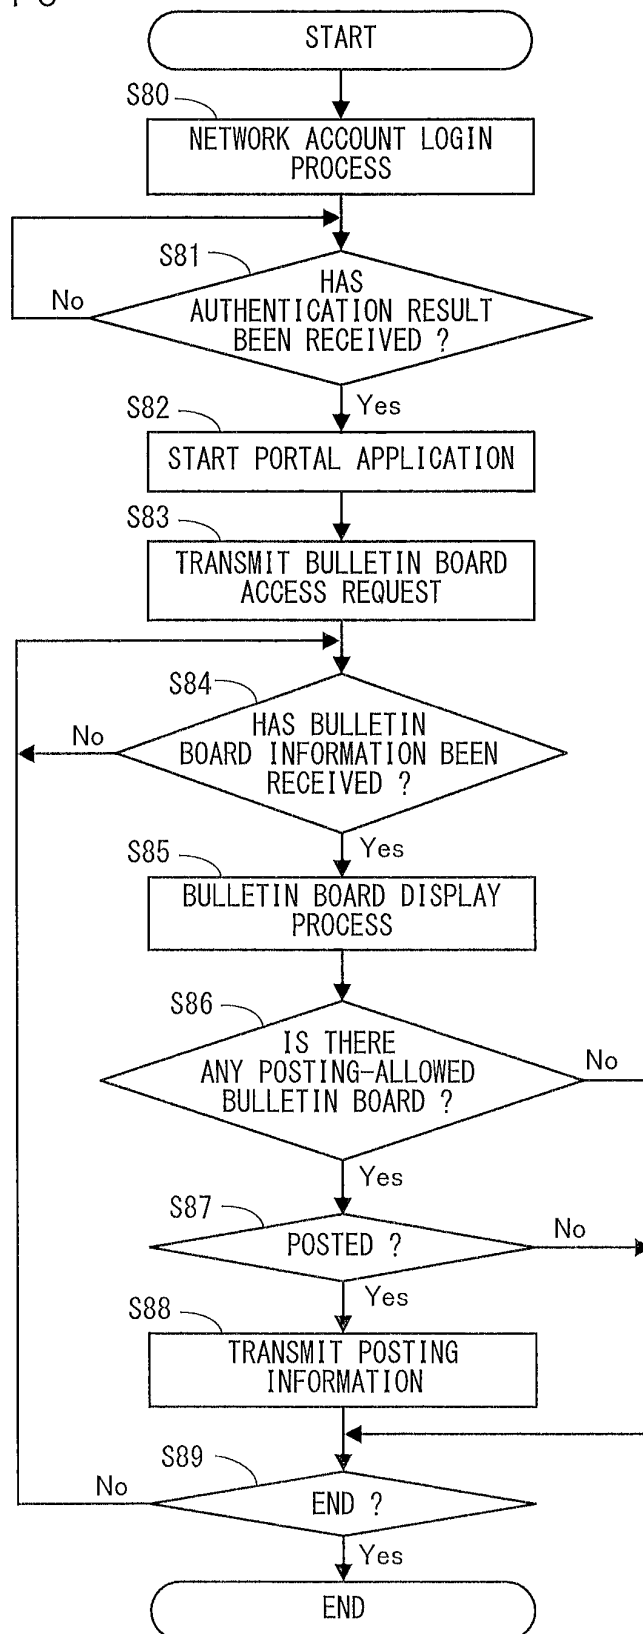 START
S80
NETWORK ACCOUNT LOGIN
PROCESS
S81
HAS
AUTHENTICATION RESULT
BEEN RECEIVED ?
No
Yes
S82
START PORTAL APPLICATION
S83
TRANSMIT BULLETIN BOARD
ACCESS REQUEST
S84
HAS BULLETIN
BOARD INFORMATION BEEN
RECEIVED ?
No
Yes
S85
BULLETIN BOARD DISPLAY
PROCESS
S86
IS THERE
ANY POSTING-ALLOWED
BULLETIN BOARD ?
No
Yes
S87
POSTED ?
No
Yes
S88
TRANSMIT POSTING
INFORMATION
S89
END ?
No
Yes
END